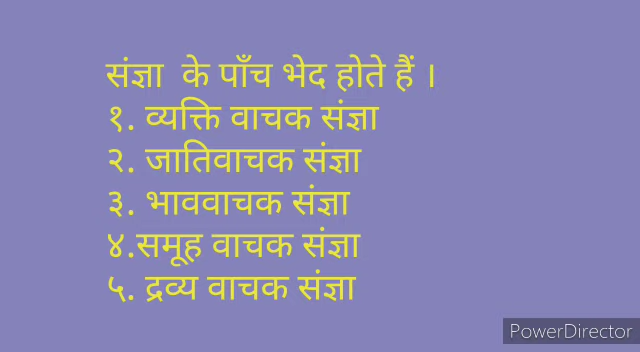 संज्ञा के पाँच भेद होते हैं ।
१. व्यक्ति वाचक संज्ञा
२. जातिवाचक संज्ञा
३. भाववाचक संज्ञा
४.समूह वाचक संज्ञा
५. द्रव्य वाचक संज्ञा
PowerDirector